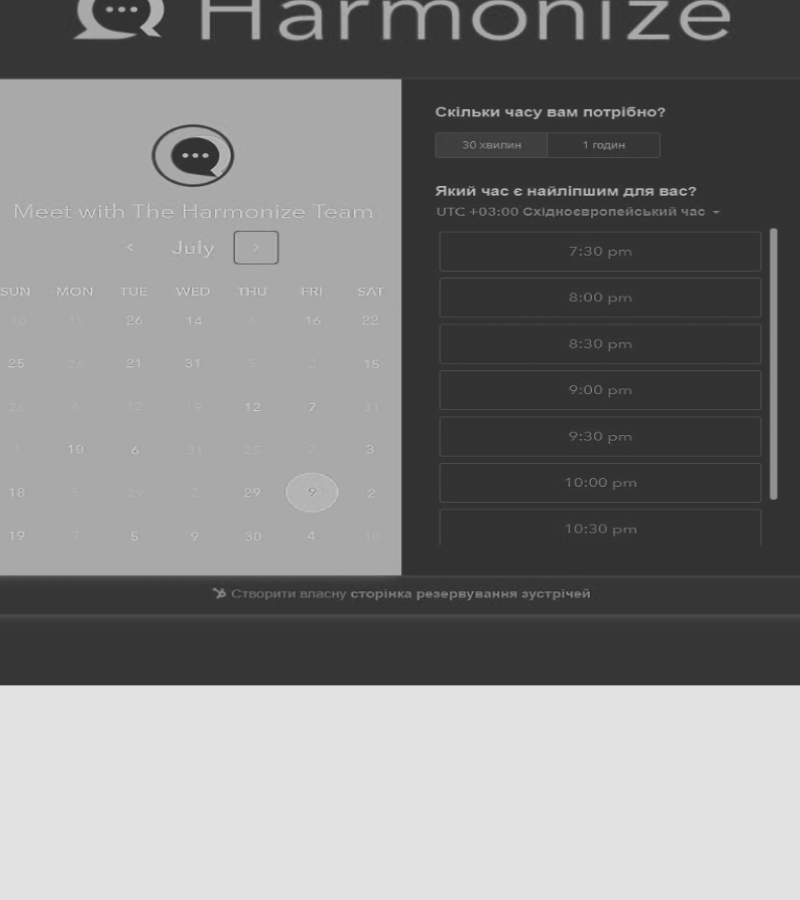 Harmonize
Meet with The Harmonize Team
July
SUN MON TUE WED THU FRI SAT
10 15 26 14 16 22
25 26 21 31 5 2 15
26 6 12 19 12 7 31
1 10 6 31 25 7 3
18 8 29 2 29 9 2
19 7 5 9 30 4 10
Скільки часу вам потрібно?
30 хвилин 1 годин
Який час є найліпшим для вас?
UTC +03:00 Східноєвропейський час
7:30 pm
8:00 pm
8:30 pm
9:00 pm
9:30 pm
10:00 pm
10:30 pm
Створити власну сторінка резервування зустрічей